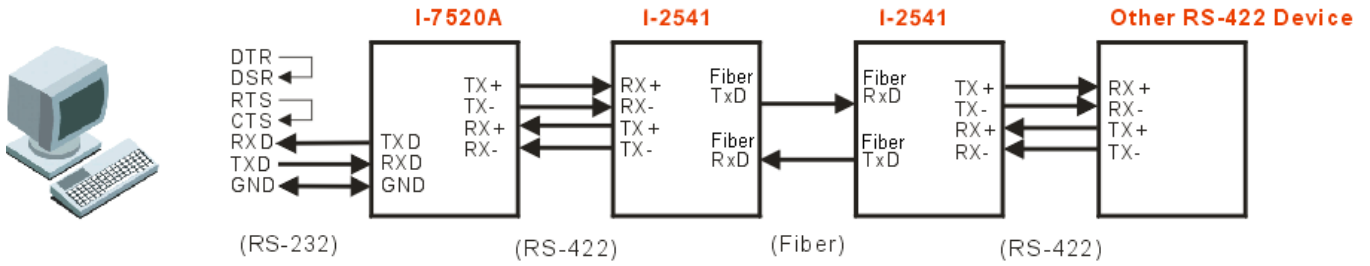 I-7520A
I-2541
I-2541
Other RS-422 Device
DTR
DSR
RTS
CTS
RXD
TXD
GND
TX+
TX-
RX+
RX-
TXD
RXD
GND
RX+
RX-
TX+
TX-
Fiber
TxD
Fiber
RxD
Fiber
RxD
Fiber
TxD
TX+
TX-
RX+
RX-
RX+
RX-
TX+
TX-
(RS-232)
(RS-422)
(Fiber)
(RS-422)